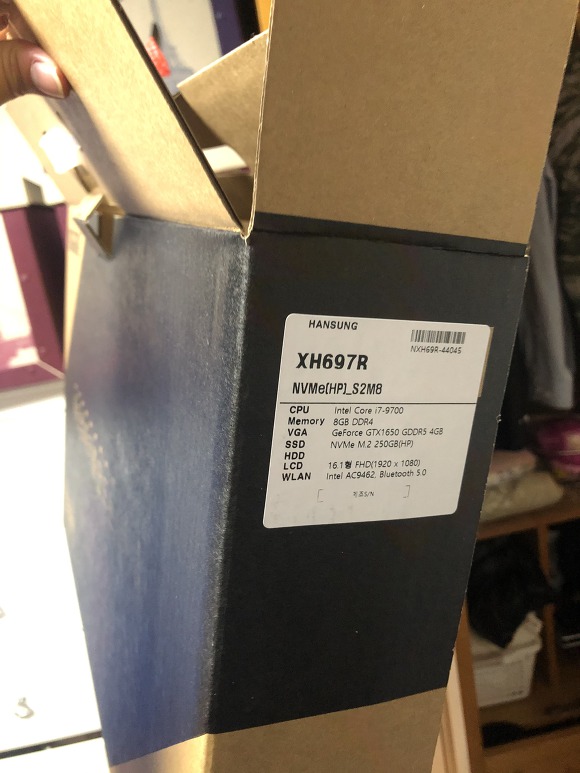 HANSUNG
NXH69R-44045
XH697R
NVMe(HP)_S2M8
CPU Intel Core i7-9700
Memory 8GB DDR4
VGA GeForce GTX1650 GDDR5 4GB
SSD NVMe M.2 250GB(HP)
HDD
LCD 16.1형 FHD(1920 x 1080)
WLAN Intel AC9462, Bluetooth 5.0